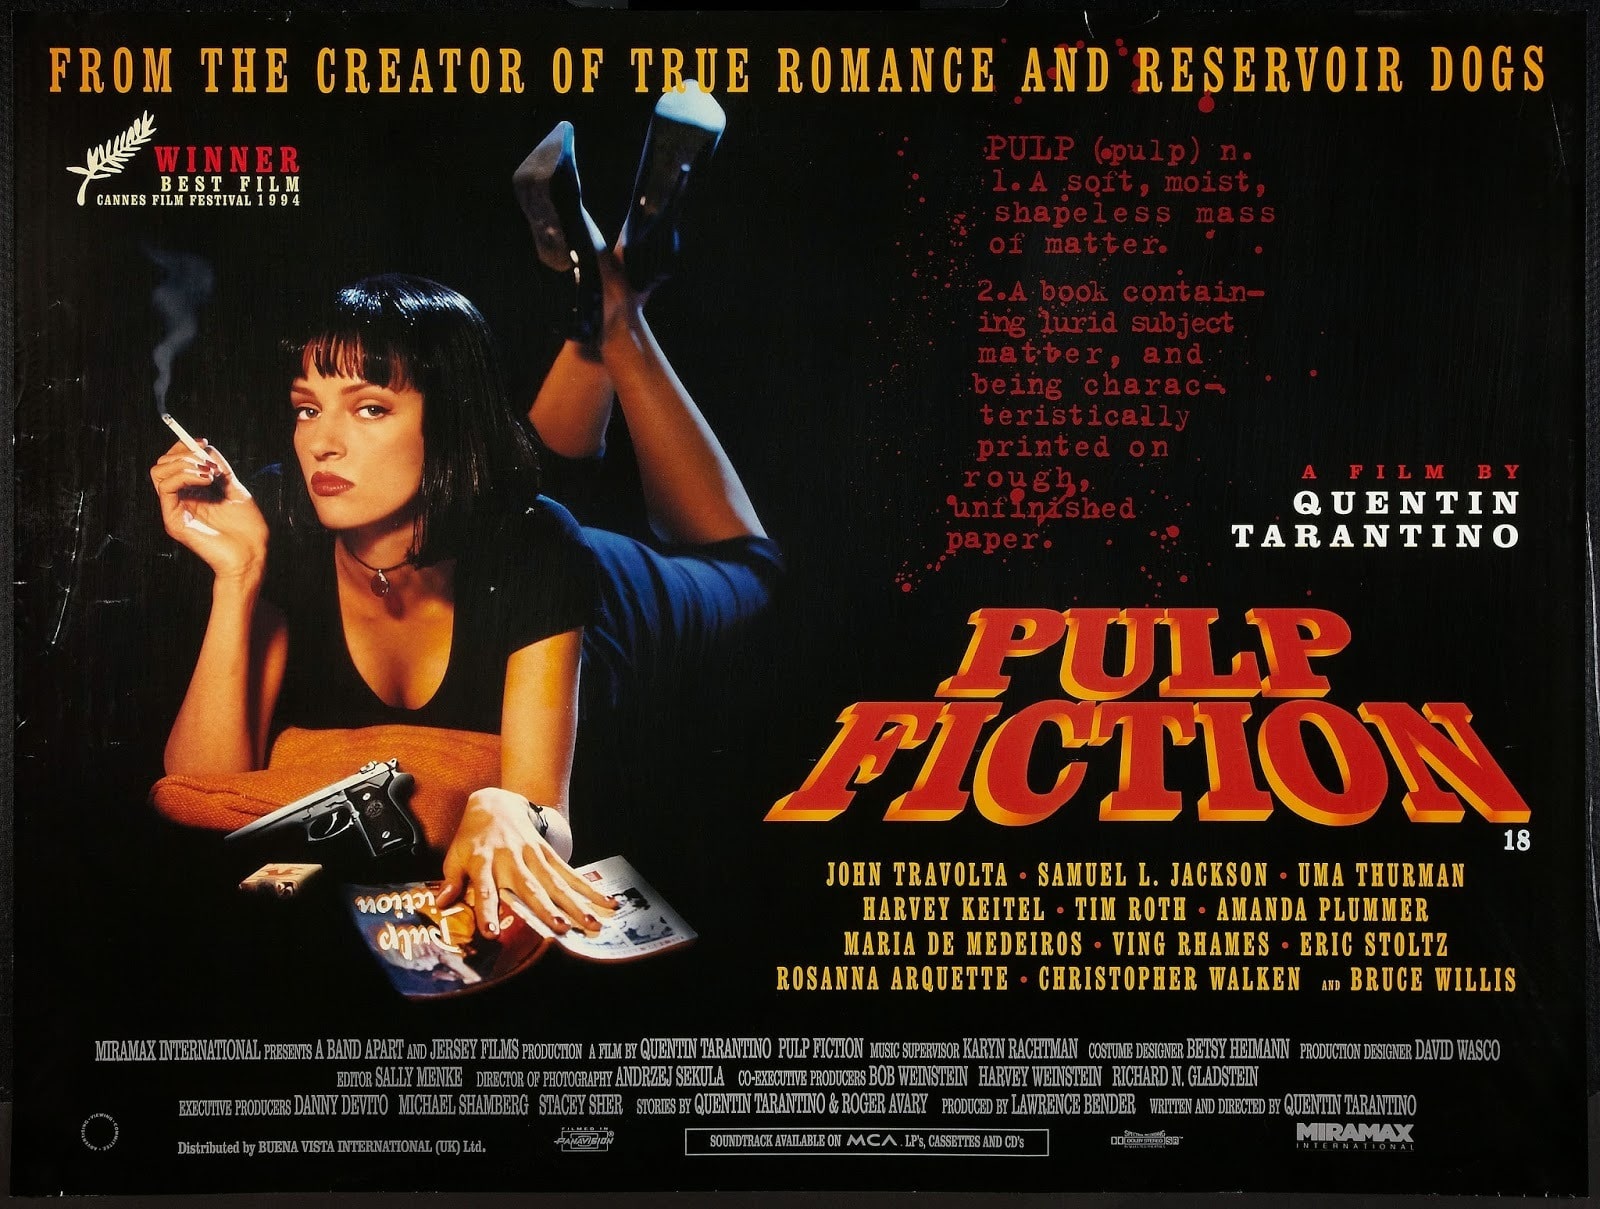 FROM THE CREATOR OF TRUE ROMANCE AND RESERVOIR DOGS
WINNER
BEST FILM
CANNES FILM FESTIVAL 1994
PULP (pulp) n.
1. A soft, moist,
shapeless mass
of matter.
2. A book contain-
ing lurid subject
matter, and
being charac-
teristically
printed on
rough,
unfinished
paper.
A FILM BY
QUENTIN
TARANTINO
PULP
FICTION
18
Pulp
Fiction
JOHN TRAVOLTA • SAMUEL L. JACKSON • UMA THURMAN
HARVEY KEITEL • TIM ROTH • AMANDA PLUMMER
MARIA DE MEDEIROS • VING RHAMES • ERIC STOLTZ
ROSANNA ARQUETTE • CHRISTOPHER WALKEN AND BRUCE WILLIS
MIRAMAX INTERNATIONAL PRESENTS A BAND APART AND JERSEY FILMS PRODUCTION A FILM BY QUENTIN TARANTINO PULP FICTION MUSIC SUPERVISOR KARYN RACHTMAN COSTUME DESIGNER BETSY HEIMANN PRODUCTION DESIGNER DAVID WASCO
EDITOR SALLY MENKE DIRECTOR OF PHOTOGRAPHY ANDRZEJ SEKULA CO-EXECUTIVE PRODUCERS BOB WEINSTEIN HARVEY WEINSTEIN RICHARD N. GLADSTEIN
EXECUTIVE PRODUCERS DANNY DEVITO MICHAEL SHAMBERG STACEY SHER STORIES BY QUENTIN TARANTINO & ROGER AVARY PRODUCED BY LAWRENCE BENDER WRITTEN AND DIRECTED BY QUENTIN TARANTINO
Distributed by BUENA VISTA INTERNATIONAL (UK) Ltd.
FILMED IN
PANAVISION®
SOUNDTRACK AVAILABLE ON MCA. LP's, CASSETTES AND CD's
DOLBY STEREO SR
MIRAMAX
INTERNATIONAL